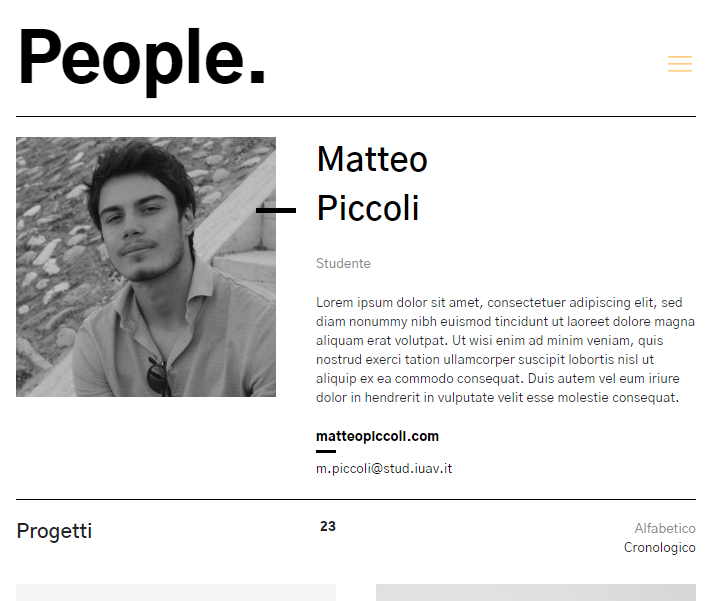 People.
Matteo
Piccoli
Studente
Lorem ipsum dolor sit amet, consectetuer adipiscing elit, sed
diam nonummy nibh euismod tincidunt ut laoreet dolore magna
aliquam erat volutpat. Ut wisi enim ad minim veniam, quis
nostrud exerci tation ullamcorper suscipit lobortis nisl ut
aliquip ex ea commodo consequat. Duis autem vel eum iriure
dolor in hendrerit in vulputate velit esse molestie consequat.
matteopiccoli.com
m.piccoli@stud.iuav.it
Progetti
23
Alfabetico
Cronologico